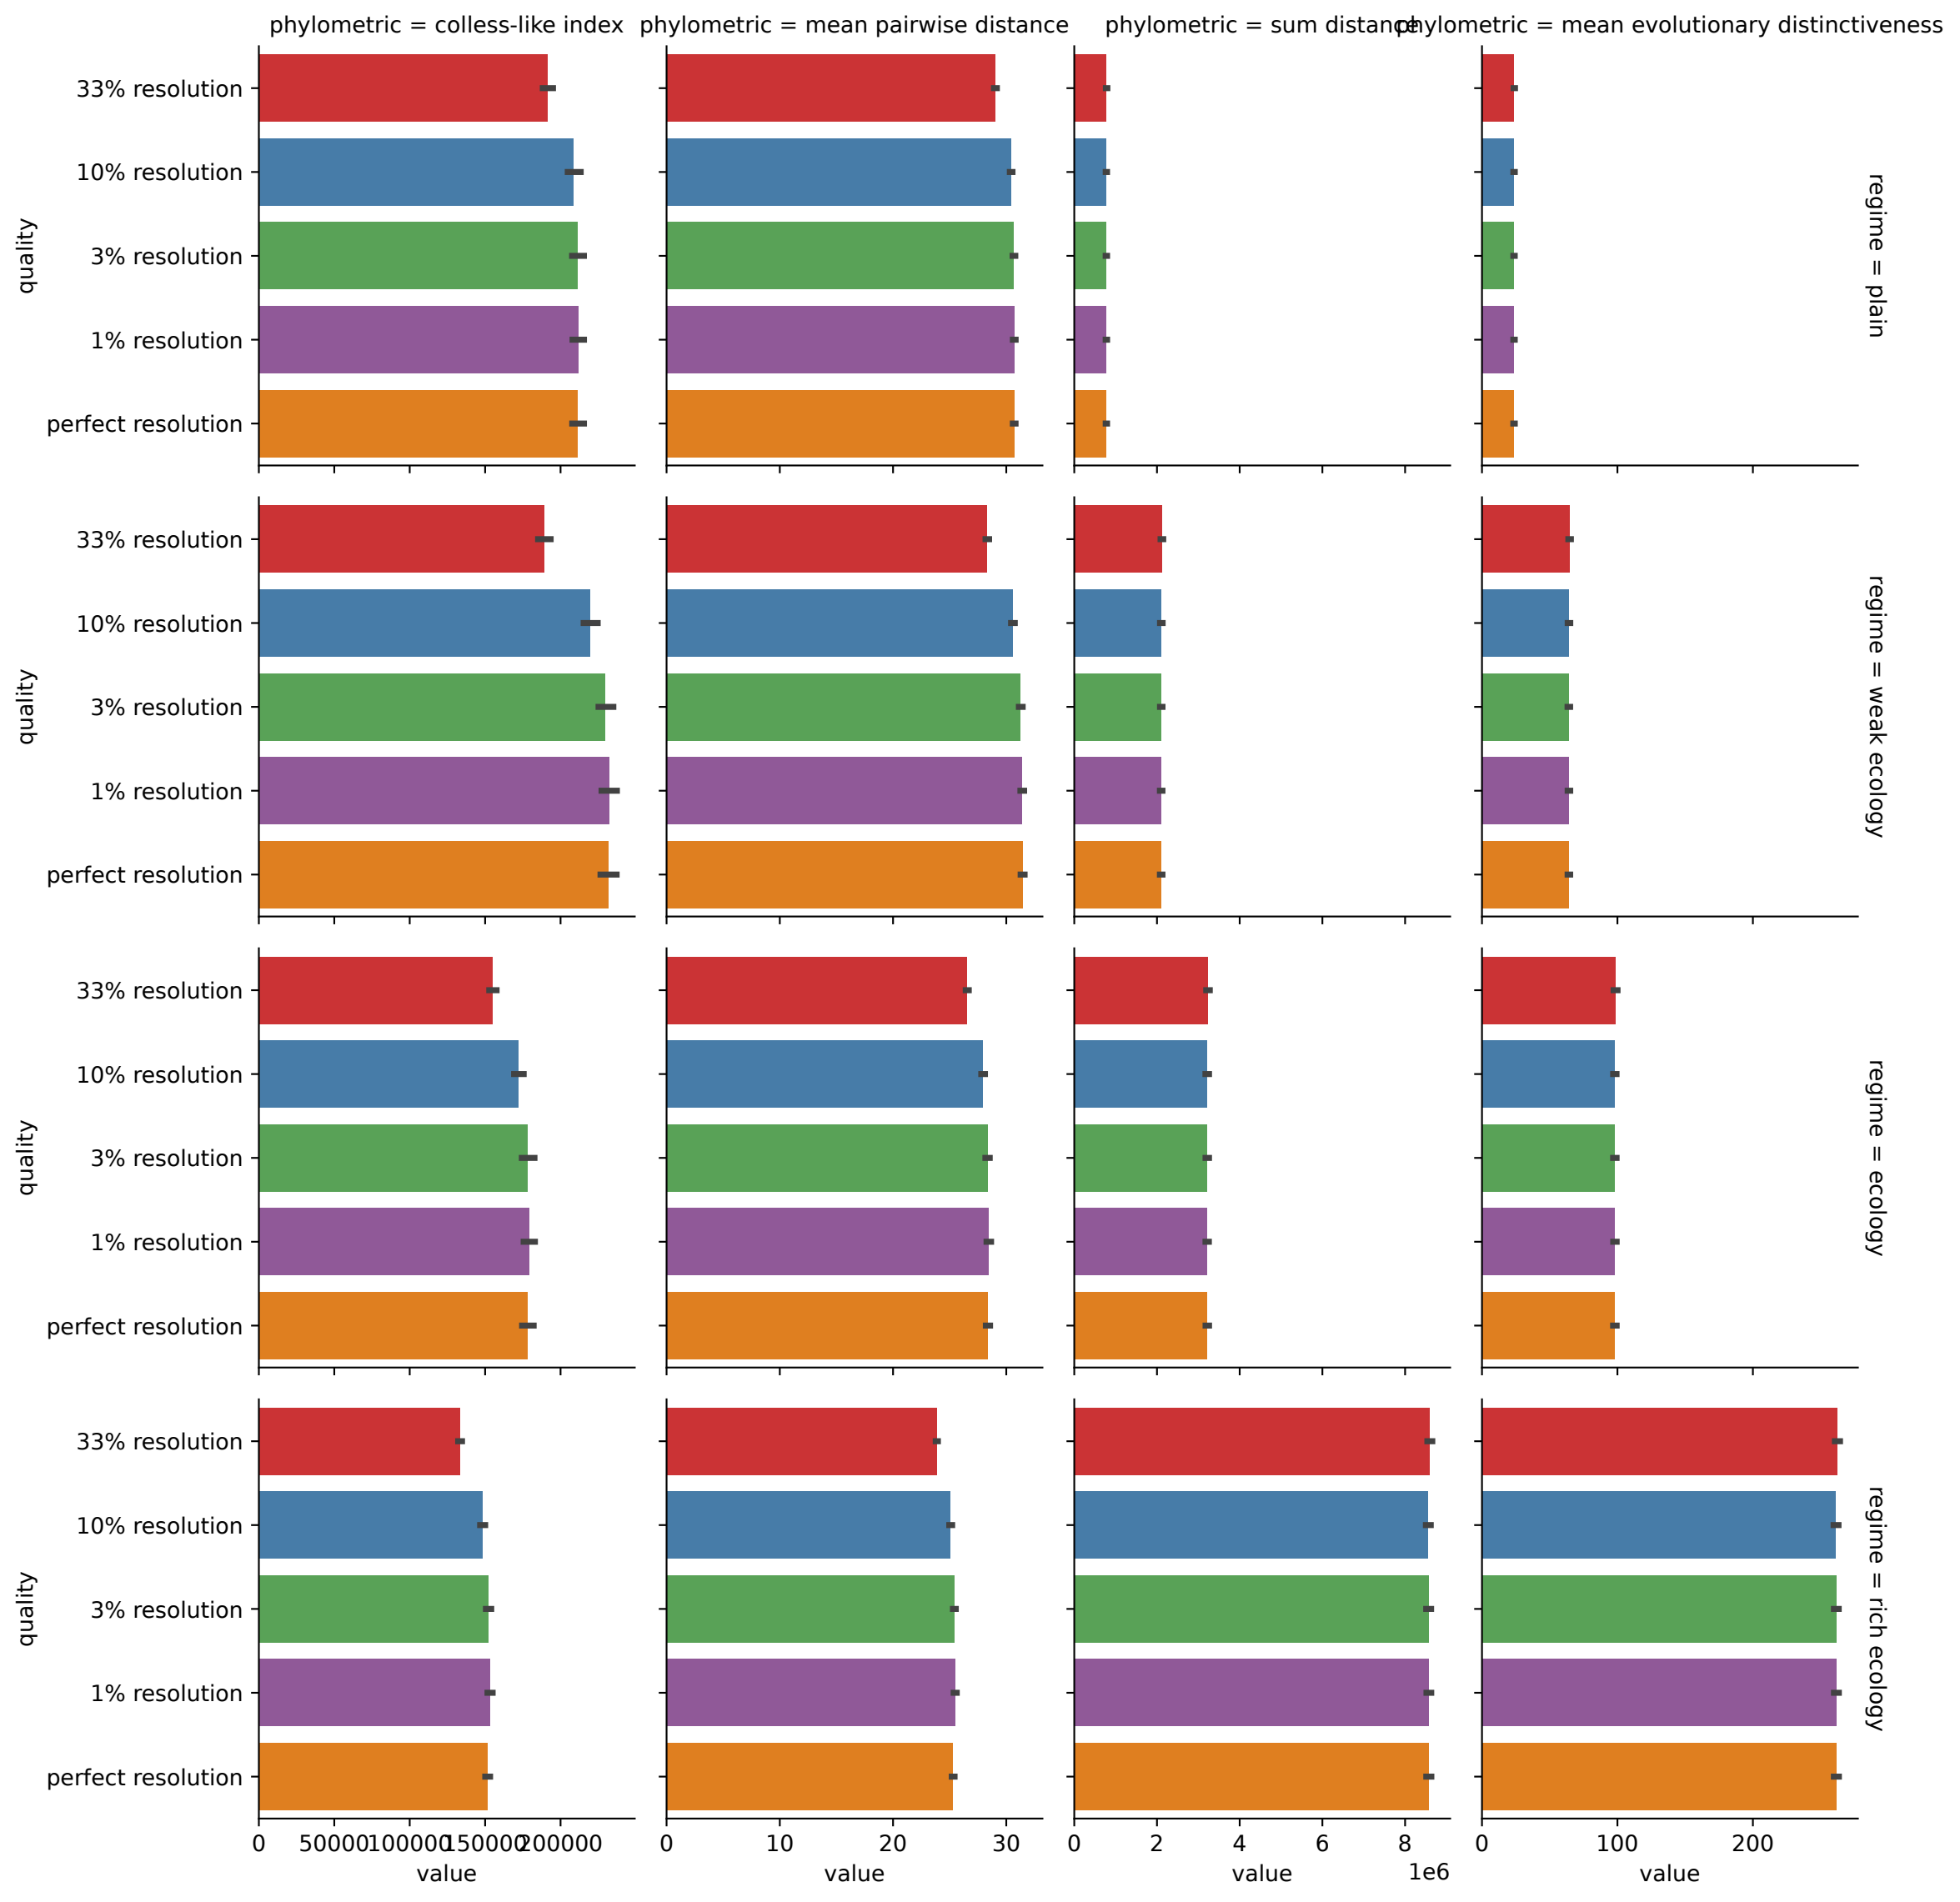 phylometric = colless-like index
phylometric = mean pairwise distance
phylometric = sum distance
phylometric = mean evolutionary distinctiveness
quality
33% resolution
10% resolution
3% resolution
1% resolution
perfect resolution
regime = plain
quality
33% resolution
10% resolution
3% resolution
1% resolution
perfect resolution
regime = weak ecology
quality
33% resolution
10% resolution
3% resolution
1% resolution
perfect resolution
regime = ecology
quality
33% resolution
10% resolution
3% resolution
1% resolution
perfect resolution
regime = rich ecology
0 50000 100000 150000 200000
value
0 10 20 30
value
0 2 4 6 8
1e6
value
0 100 200
value